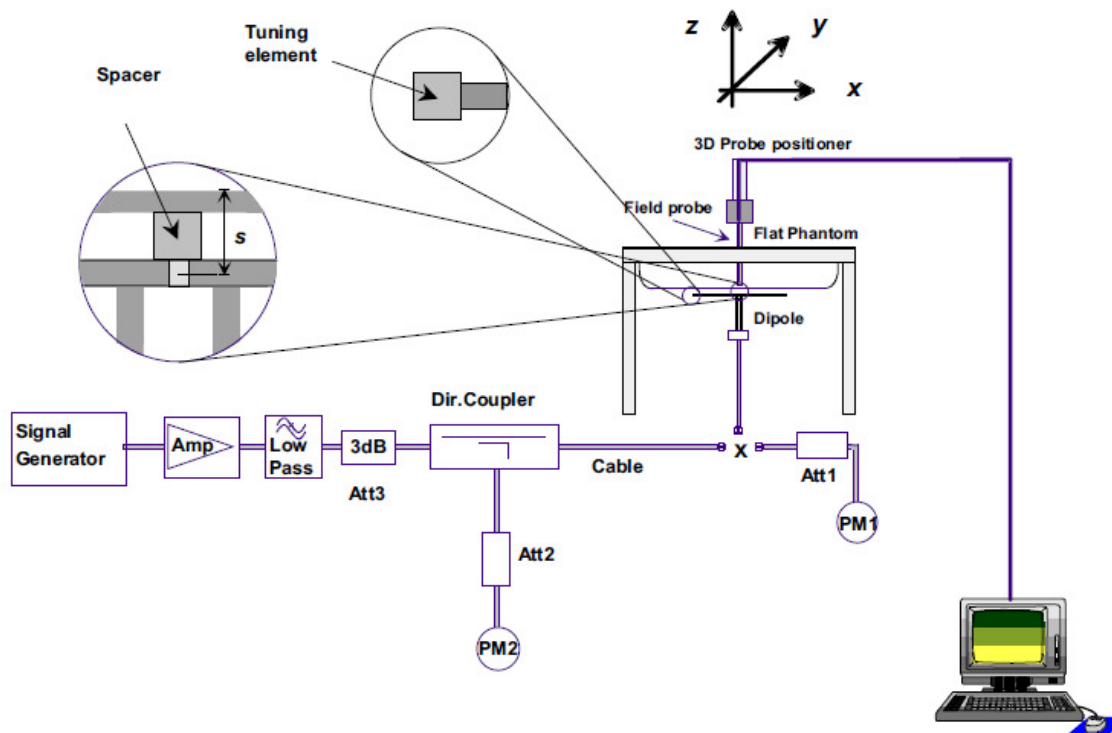 Tuning
element
Spacer
s
z
y
x
3D Probe positioner
Field probe
Flat Phantom
Dipole
Dir.Coupler
Signal
Generator
Amp
Low
Pass
3dB
Att3
Cable
X
Att1
PM1
Att2
PM2